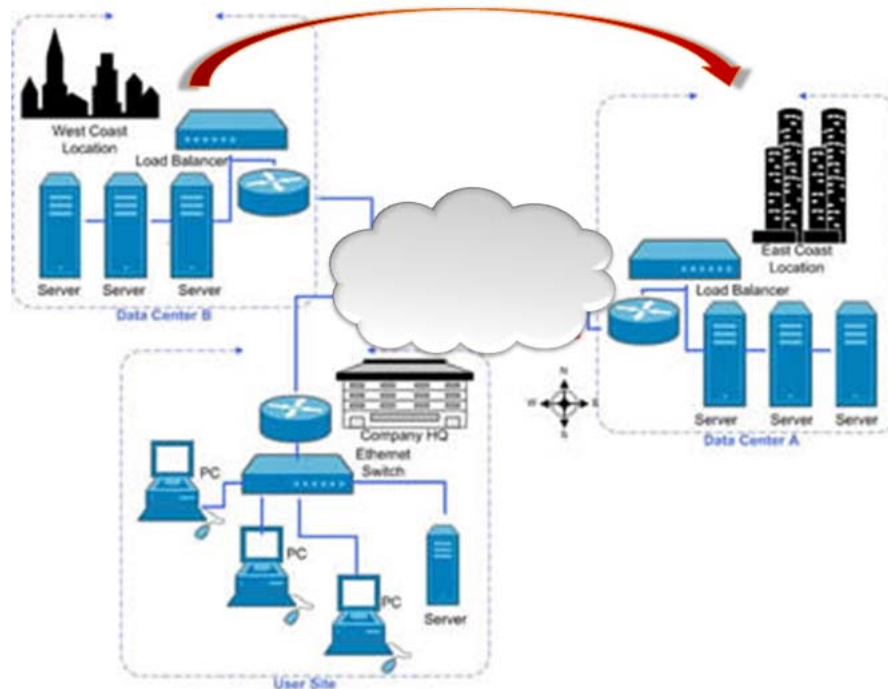 West Coast
Location
Load Balancer
Server
Server
Server
Data Center B
East Coast
Location
Load Balancer
Server
Server
Server
Data Center A
N
W
S
Company HQ
Ethernet
Switch
PC
PC
PC
Server
User Site